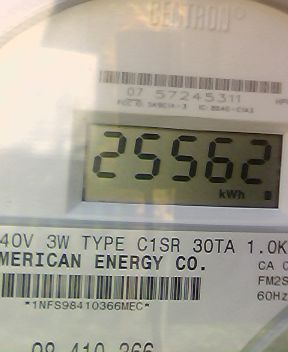 07 57245311
25562
kWh
40V 3W TYPE C1SR 30TA 1.0K
MERICAN ENERGY CO.
CA 0
FM2S
60Hz
*1NFS98410366MEC*
98 410 366